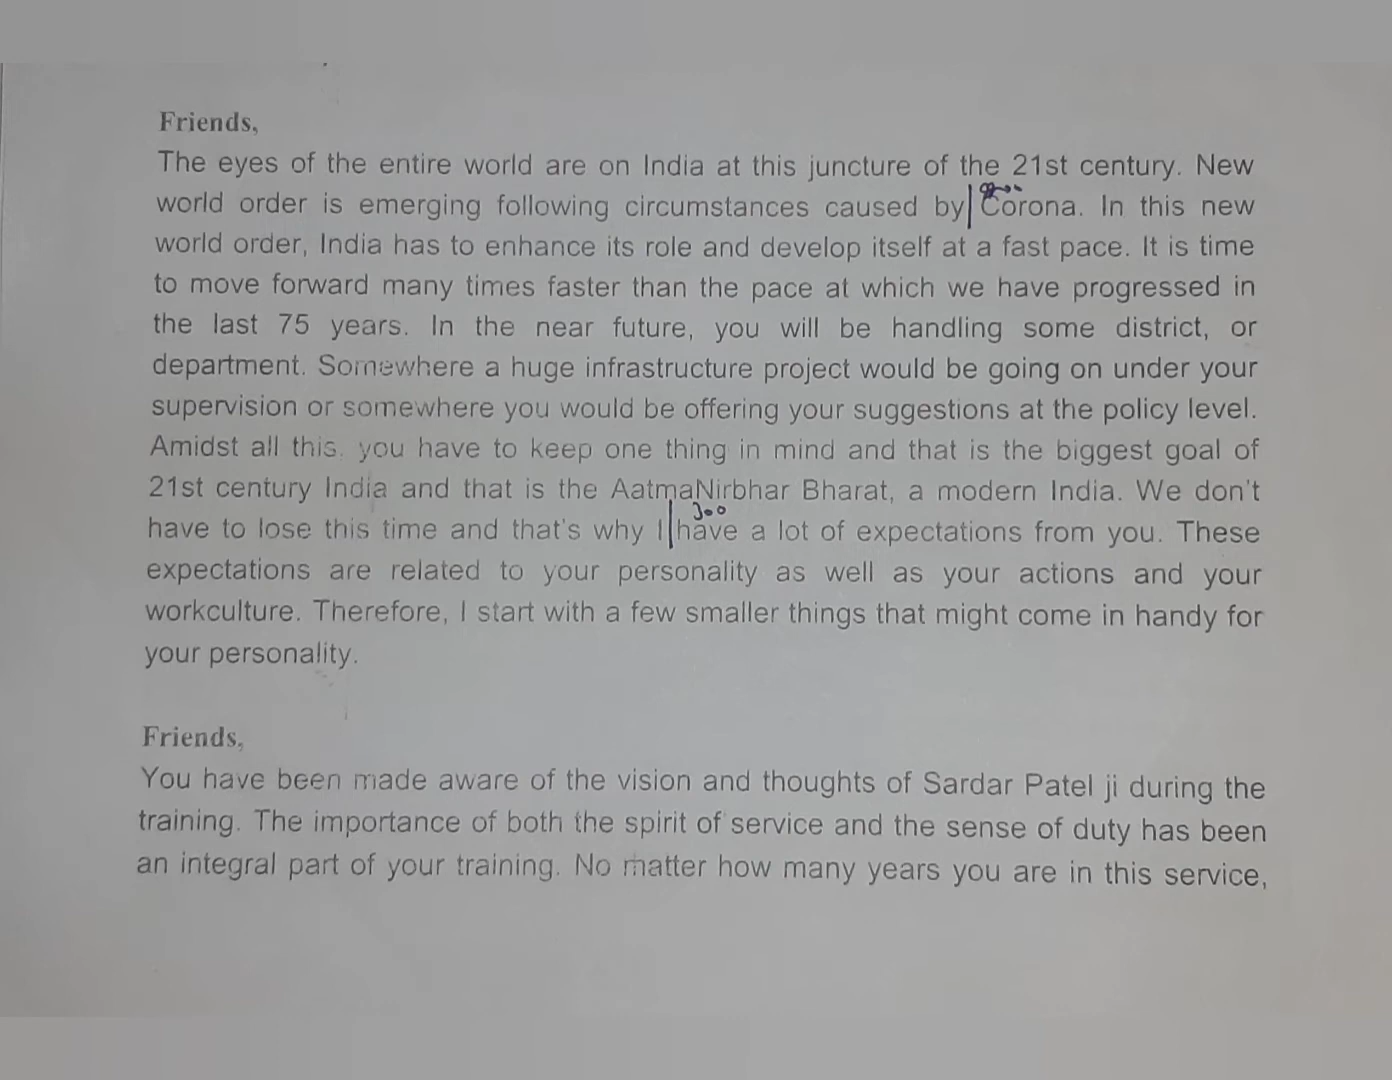 Friends,
The eyes of the entire world are on India at this juncture of the 21st century. New
world order is emerging following circumstances caused by Corona. In this new
world order, India has to enhance its role and develop itself at a fast pace. It is time
to move forward many times faster than the pace at which we have progressed in
the last 75 years. In the near future, you will be handling some district, or
department. Somewhere a huge infrastructure project would be going on under your
supervision or somewhere you would be offering your suggestions at the policy level.
Amidst all this, you have to keep one thing in mind and that is the biggest goal of
21st century India and that is the AatmaNirbhar Bharat, a modern India. We don't
300
have to lose this time and that's why I have a lot of expectations from you. These
expectations are related to your personality as well as your actions and your
workculture. Therefore, I start with a few smaller things that might come in handy for
your personality.
Friends,
You have been made aware of the vision and thoughts of Sardar Patel ji during the
training. The importance of both the spirit of service and the sense of duty has been
an integral part of your training. No matter how many years you are in this service,